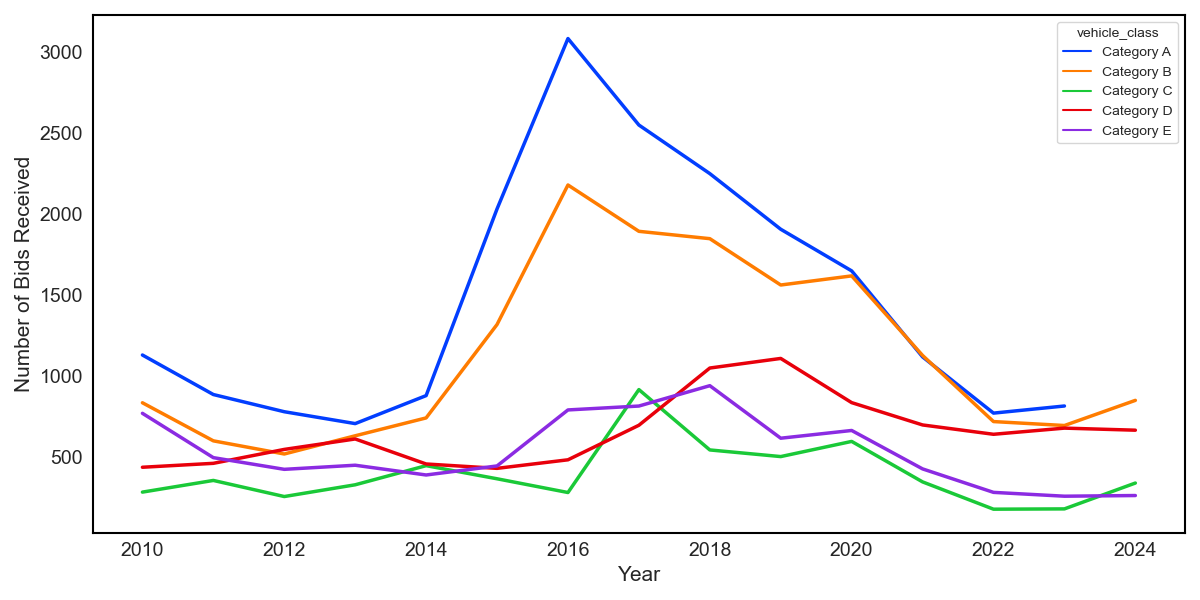 vehicle_class
Category A
Category B
Category C
Category D
Category E
Number of Bids Received
3000
2500
2000
1500
1000
500
2010 2012 2014 2016 2018 2020 2022 2024
Year